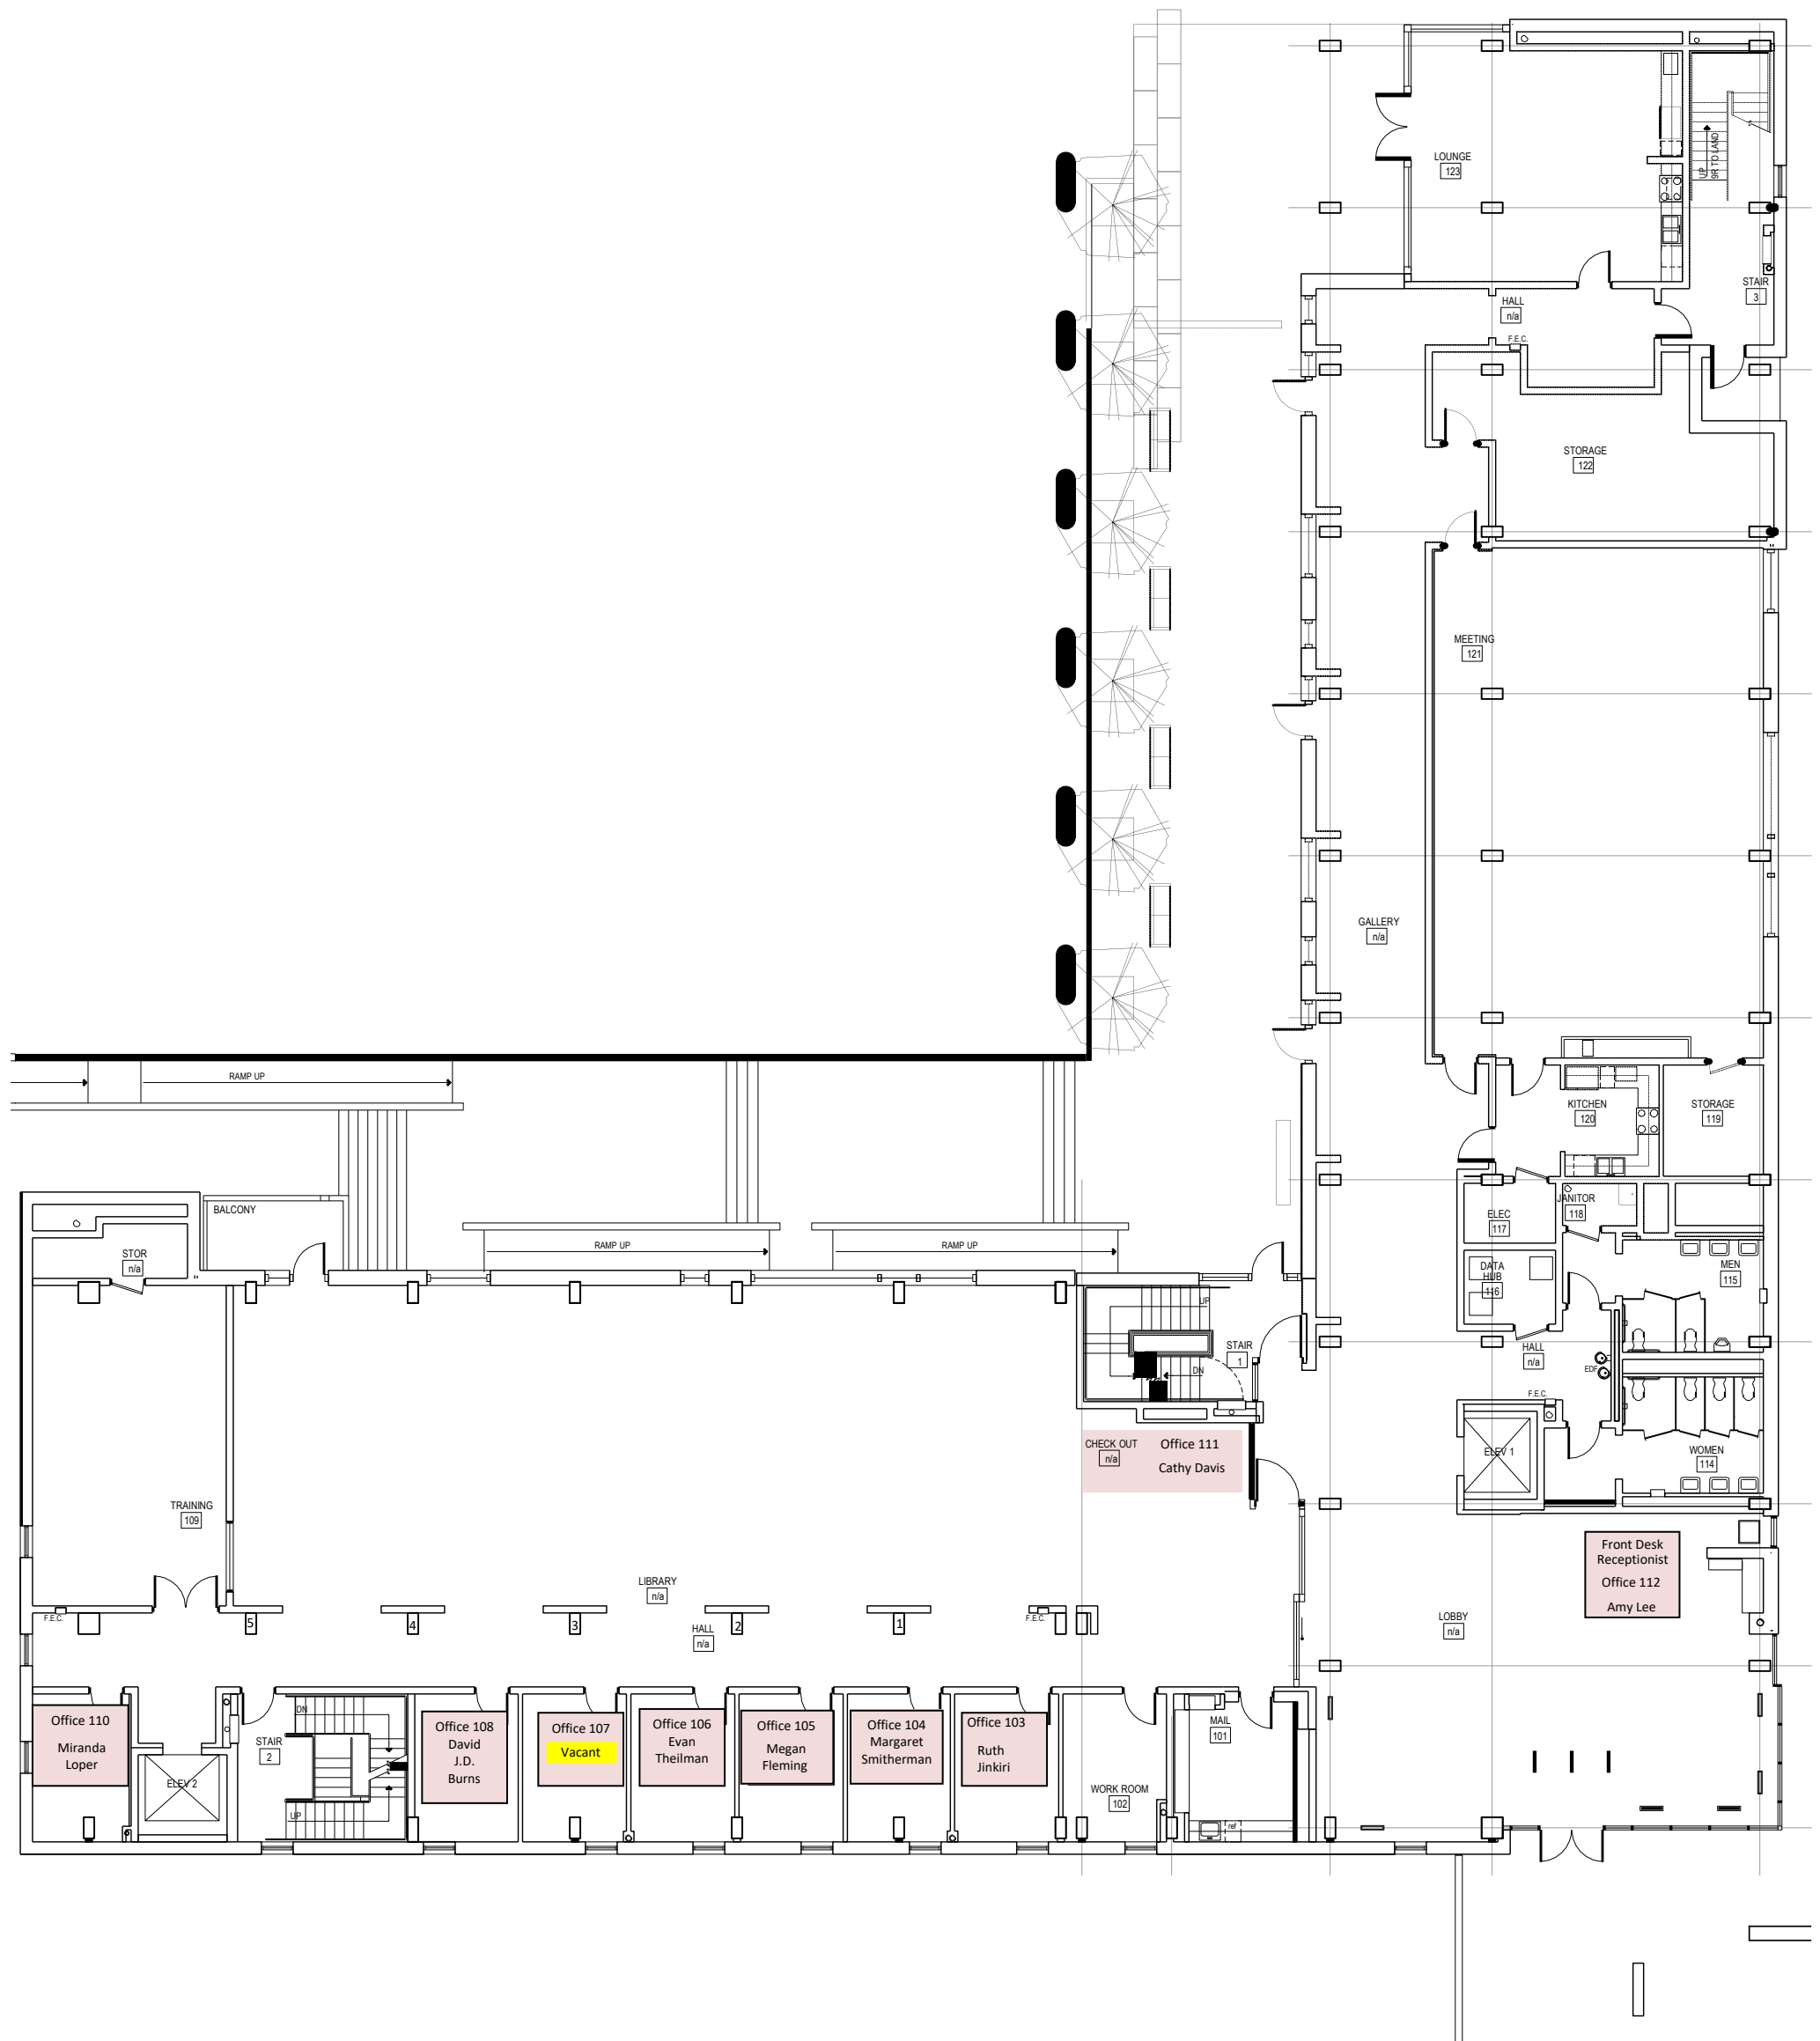 LOUNGE
123
UP
9R TO LAND
STAIR
3
HALL
n/a
F.E.C.
STORAGE
122
MEETING
121
GALLERY
n/a
KITCHEN
120
STORAGE
119
JANITOR
118
ELEC
117
DATA
HUB
116
MEN
115
HALL
n/a
EDF
F.E.C.
ELEV 1
WOMEN
114
RAMP UP
BALCONY
STOR
n/a
RAMP UP
RAMP UP
UP
STAIR
1
DN
CHECK OUT
n/a
Office 111
Cathy Davis
TRAINING
109
LIBRARY
n/a
Front Desk
Receptionist
Office 112
Amy Lee
LOBBY
n/a
F.E.C.
5
4
3
2
1
F.E.C.
HALL
n/a
Office 110
Miranda
Loper
ELEV 2
STAIR
2
DN
UP
Office 108
David
J.D.
Burns
Office 107
Vacant
Office 106
Evan
Theilman
Office 105
Megan
Fleming
Office 104
Margaret
Smitherman
Office 103
Ruth
Jinkiri
WORK ROOM
102
MAIL
101
ref